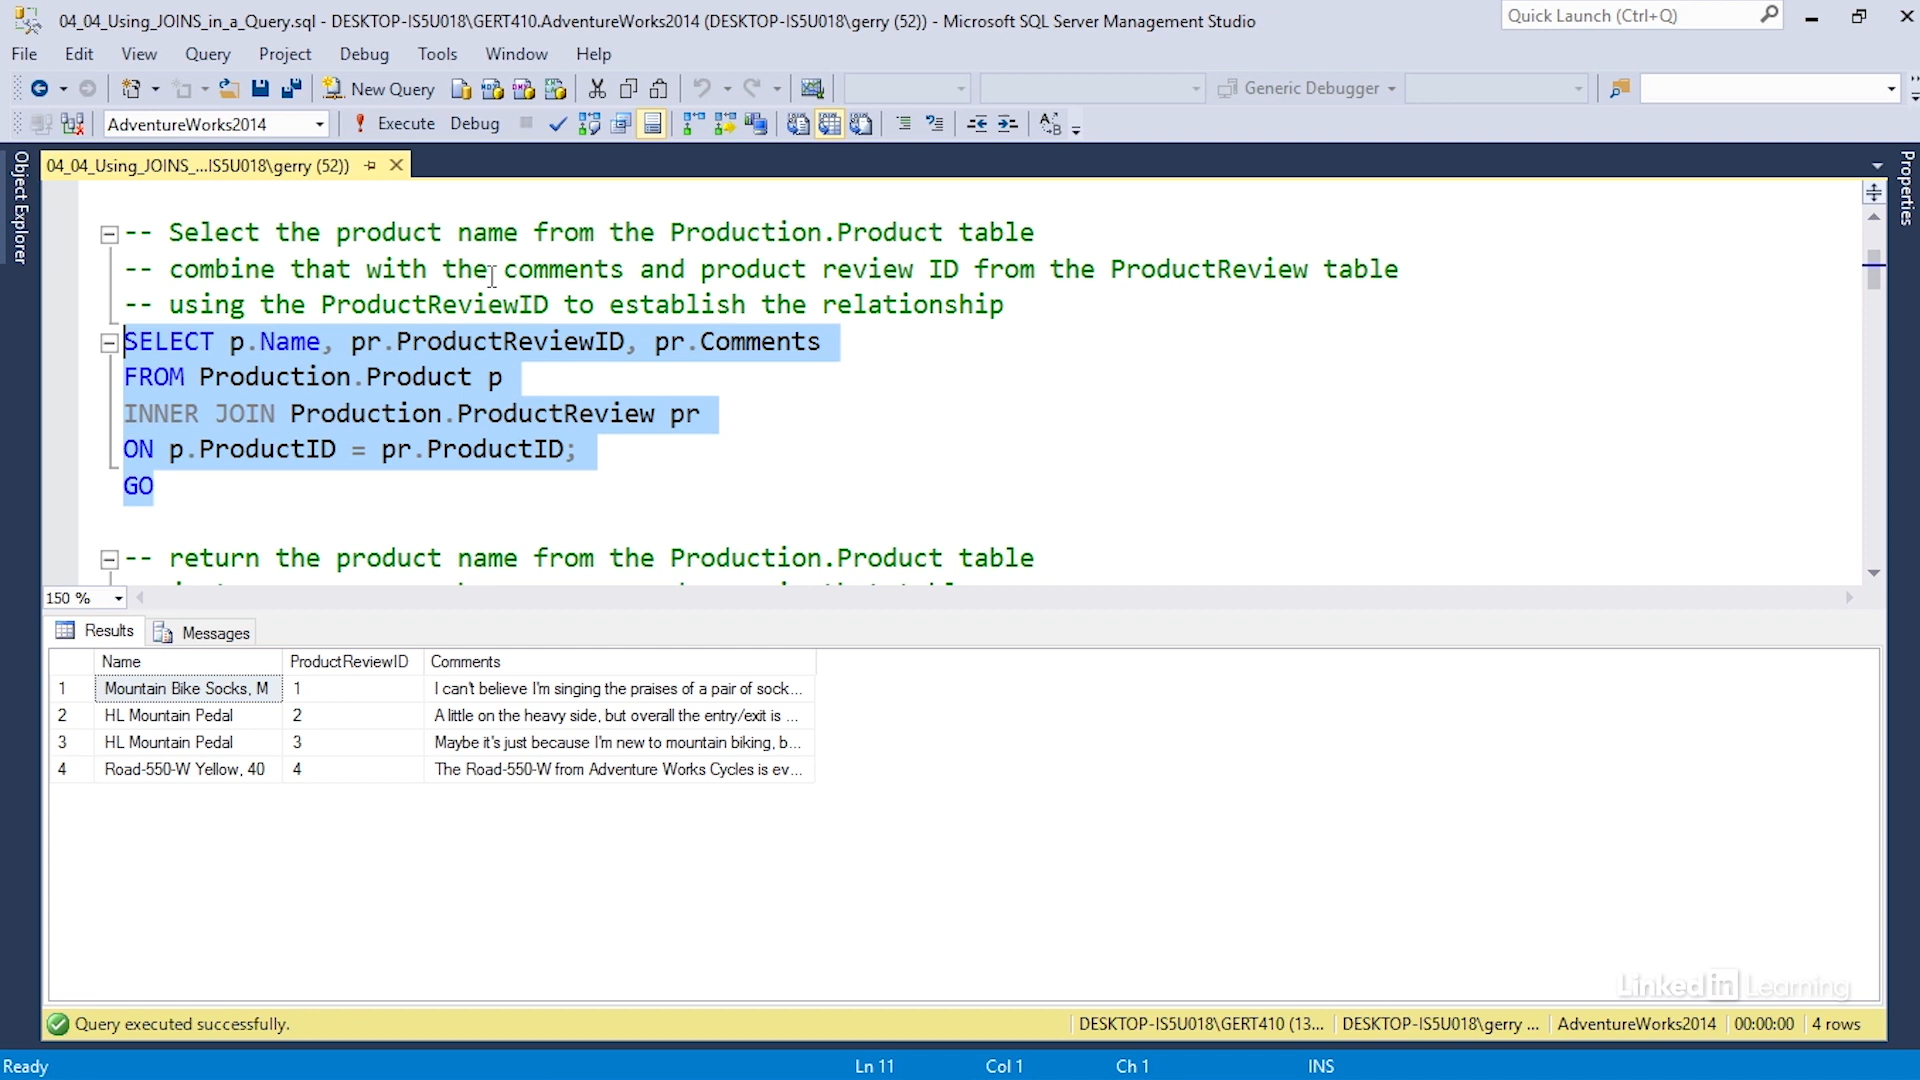 04_04_Using_JOINS_in_a_Query.sql - DESKTOP-IS5U018\GERT410.AdventureWorks2014 (DESKTOP-IS5U018\gerry (52)) - Microsoft SQL Server Management Studio
Quick Launch (Ctrl+Q)
File Edit View Query Project Debug Tools Window Help
New Query
Generic Debugger
AdventureWorks2014
Execute Debug
Object Explorer
04_04_Using_JOINS_...IS5U018\gerry (52))
Properties
-- Select the product name from the Production.Product table
-- combine that with the comments and product review ID from the ProductReview table
-- using the ProductReviewID to establish the relationship
SELECT p.Name, pr.ProductReviewID, pr.Comments
FROM Production.Product p
INNER JOIN Production.ProductReview pr
ON p.ProductID = pr.ProductID;
GO
-- return the product name from the Production.Product table
150 %
Results Messages
Name ProductReviewID Comments
1 Mountain Bike Socks, M 1 I can't believe I'm singing the praises of a pair of sock...
2 HL Mountain Pedal 2 A little on the heavy side, but overall the entry/exit is ...
3 HL Mountain Pedal 3 Maybe it's just because I'm new to mountain biking, b...
4 Road-550-W Yellow, 40 4 The Road-550-W from Adventure Works Cycles is ev...
Linked in Learning
Query executed successfully. DESKTOP-IS5U018\GERT410 (13... DESKTOP-IS5U018\gerry ... AdventureWorks2014 00:00:00 4 rows
Ready Ln 11 Col 1 Ch 1 INS